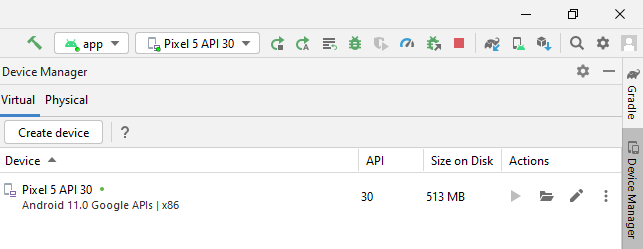 app
Pixel 5 API 30
Device Manager
Virtual Physical
Create device ?
Device API Size on Disk Actions
Pixel 5 API 30
Android 11.0 Google APIs | x86
30 513 MB
Gradle
Device Manager